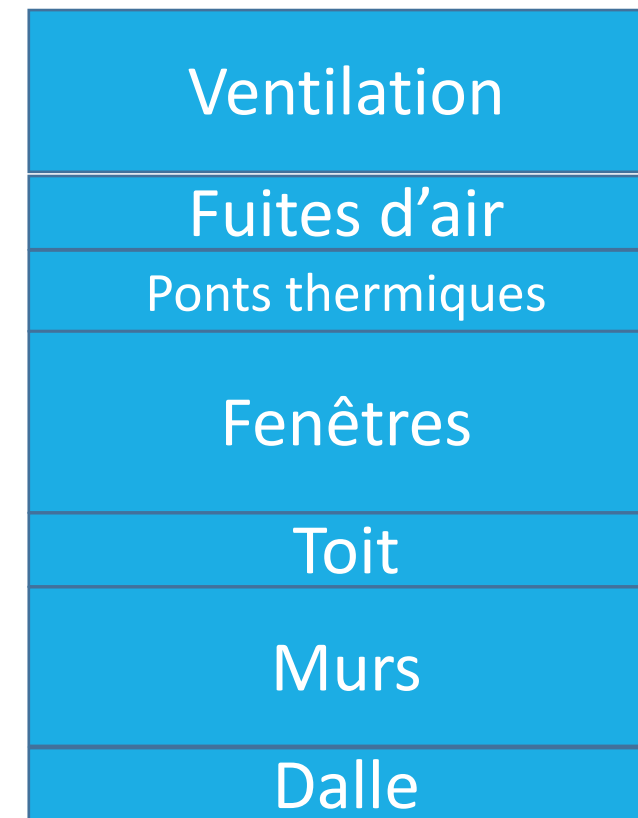 Ventilation
Fuites d’air
Ponts thermiques
Fenêtres
Toit
Murs
Dalle